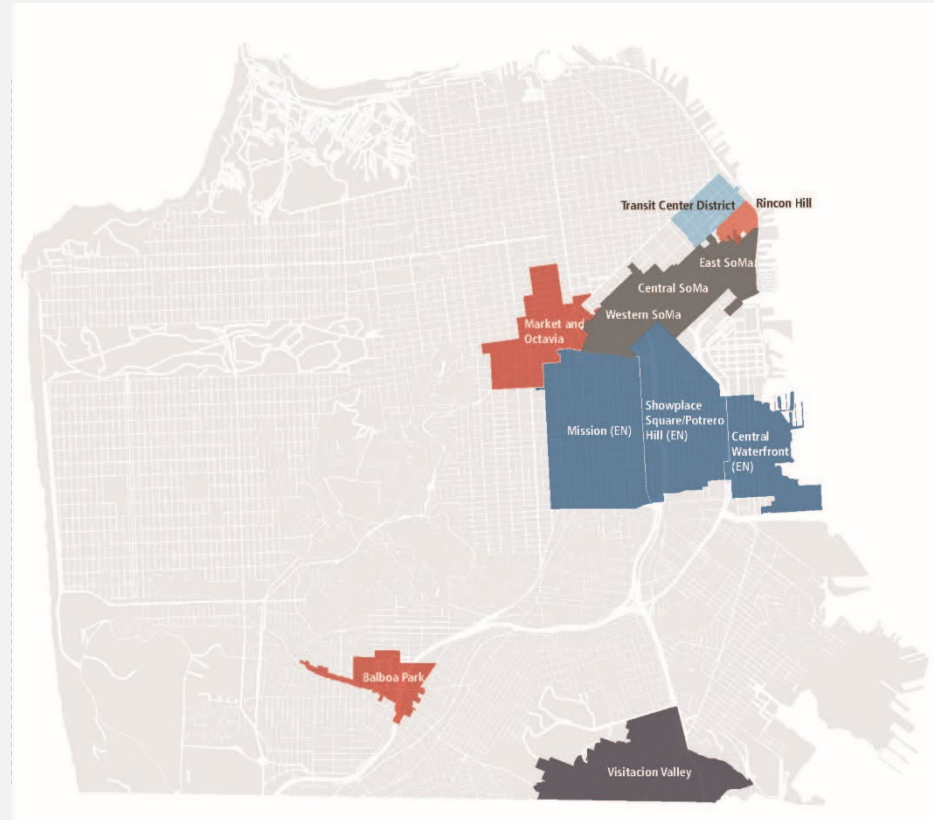 Transit Center District
Rincon Hill
East SoMa
Central SoMa
Western SoMa
Market and
Octavia
Mission (EN)
Showplace
Square/Potrero
Hill (EN)
Central
Waterfront
(EN)
Balboa Park
Visitacion Valley